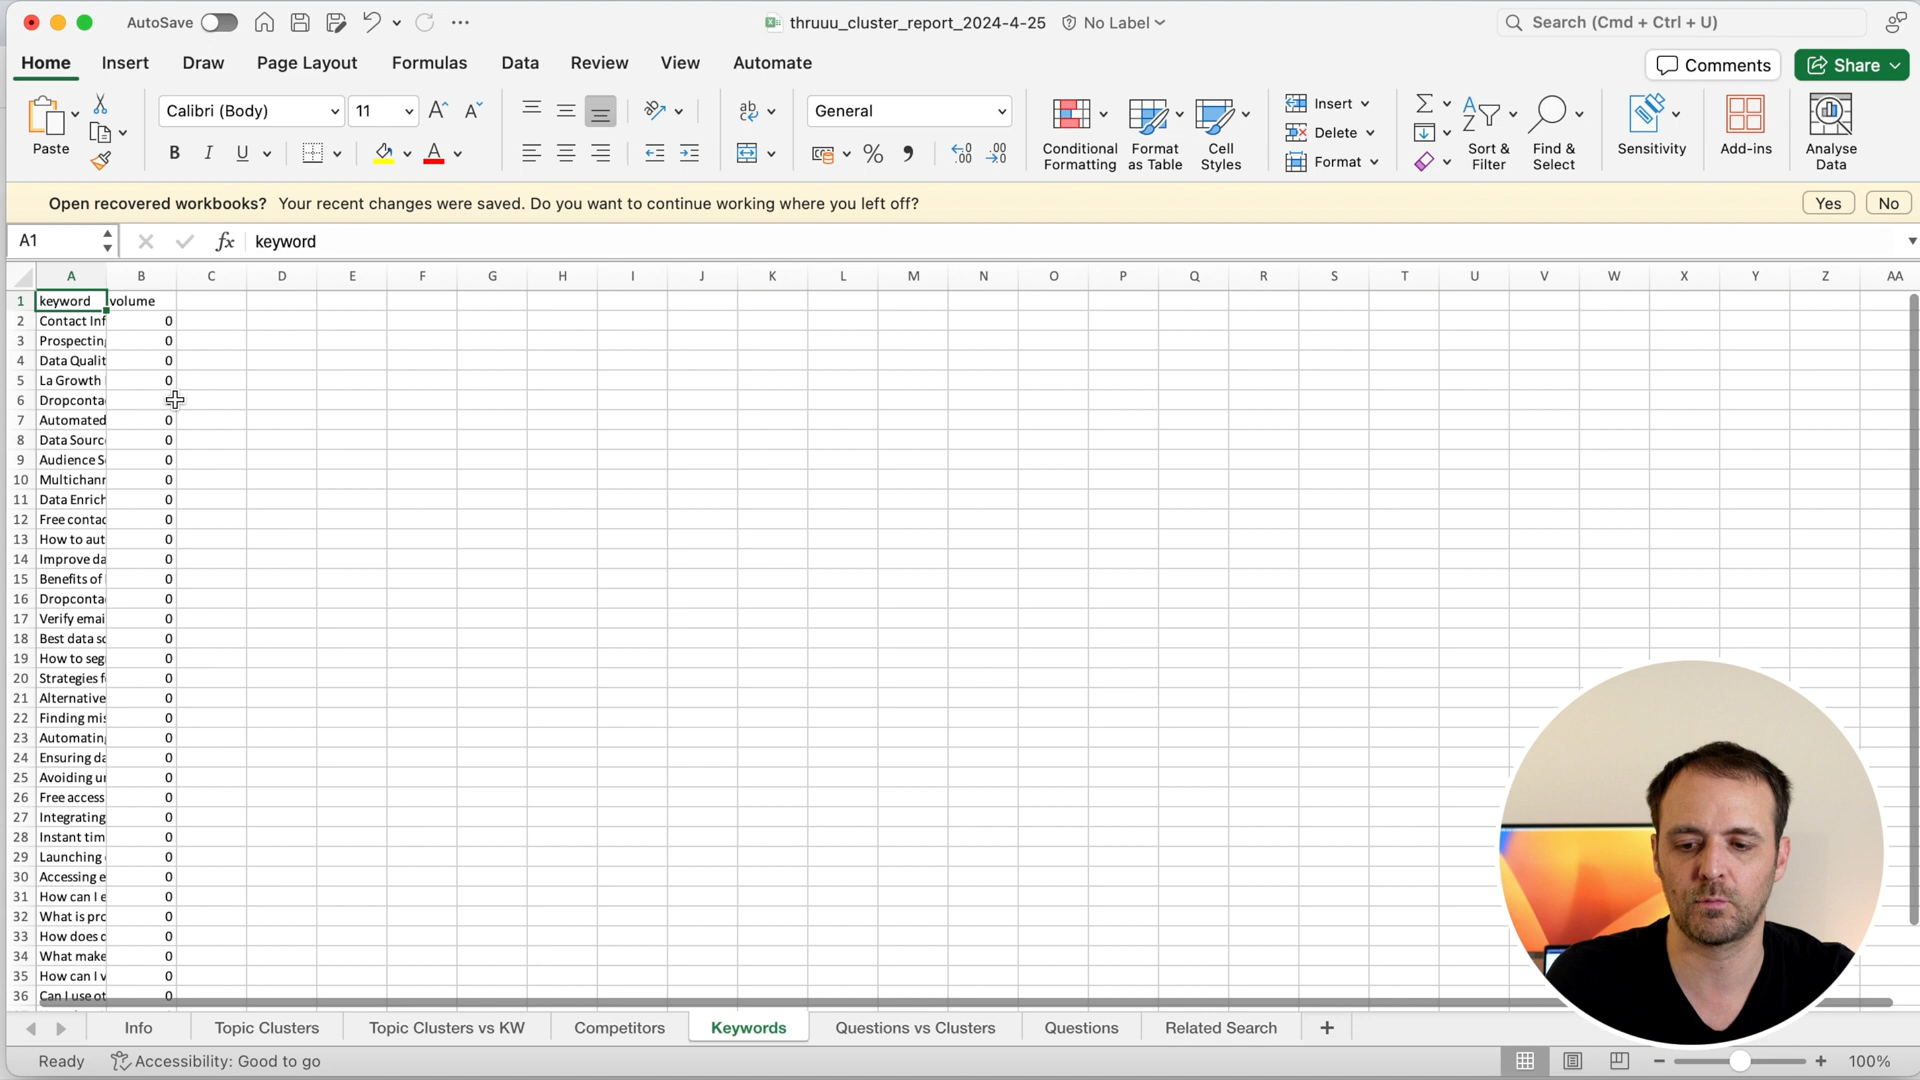 AutoSave
thruuu_cluster_report_2024-4-25
No Label
Search (Cmd + Ctrl + U)
Home Insert Draw Page Layout Formulas Data Review View Automate
Comments
Share
Paste
Calibri (Body)
11
B I U
A
ab
General
% 
Conditional Formatting
Format as Table
Cell Styles
Insert
Delete
Format
Sort & Filter
Find & Select
Sensitivity
Add-ins
Analyse Data
Open recovered workbooks? Your recent changes were saved. Do you want to continue working where you left off?
Yes
No
A1
fx keyword
A B C D E F G H I J K L M N O P Q R S T U V W X Y Z AA
1 keyword volume
2 Contact Inf 0
3 Prospecting 0
4 Data Qualit 0
5 La Growth 0
6 Dropconta
7 Automated 0
8 Data Sourc 0
9 Audience S 0
10 Multichanr 0
11 Data Enrich 0
12 Free contac 0
13 How to aut 0
14 Improve da 0
15 Benefits of 0
16 Dropconta 0
17 Verify emai 0
18 Best data sc 0
19 How to seg 0
20 Strategies f 0
21 Alternative 0
22 Finding mis 0
23 Automating 0
24 Ensuring da 0
25 Avoiding ur 0
26 Free access 0
27 Integrating 0
28 Instant tim 0
29 Launching 0
30 Accessing e 0
31 How can I e 0
32 What is prc 0
33 How does c 0
34 What make 0
35 How can I v 0
36 Can I use ot 0
Info
Topic Clusters
Topic Clusters vs KW
Competitors
Keywords
Questions vs Clusters
Questions
Related Search
Ready
Accessibility: Good to go
100%